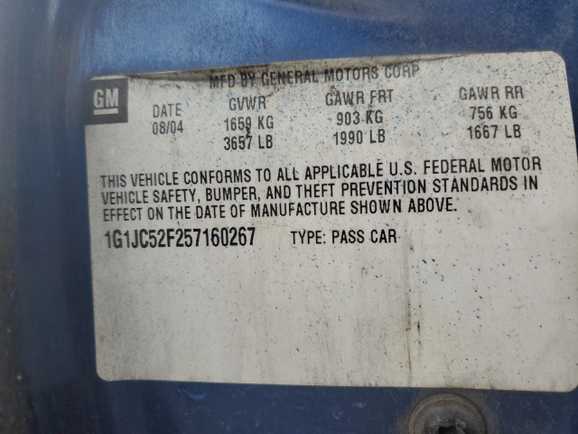 MFD BY GENERAL MOTORS CORP
GM
DATE GVWR GAWR FRT GAWR RR
08/04 1659 KG 903 KG 756 KG
3657 LB 1990 LB 1667 LB
THIS VEHICLE CONFORMS TO ALL APPLICABLE U.S. FEDERAL MOTOR
VEHICLE SAFETY, BUMPER, AND THEFT PREVENTION STANDARDS IN
EFFECT ON THE DATE OF MANUFACTURE SHOWN ABOVE.
1G1JC52F257160267 TYPE: PASS CAR